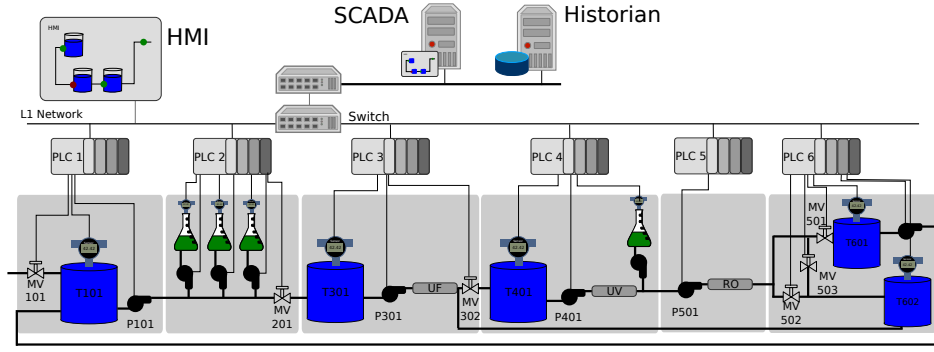 SCADA
Historian
HMI
HMI
L1 Network
Switch
PLC 1
PLC 2
PLC 3
PLC 4
PLC 5
PLC 6
MV
101
T101
P101
MV
201
T301
P301
UF
MV
302
T401
P401
UV
P501
RO
MV
501
MV
502
MV
503
T601
T602